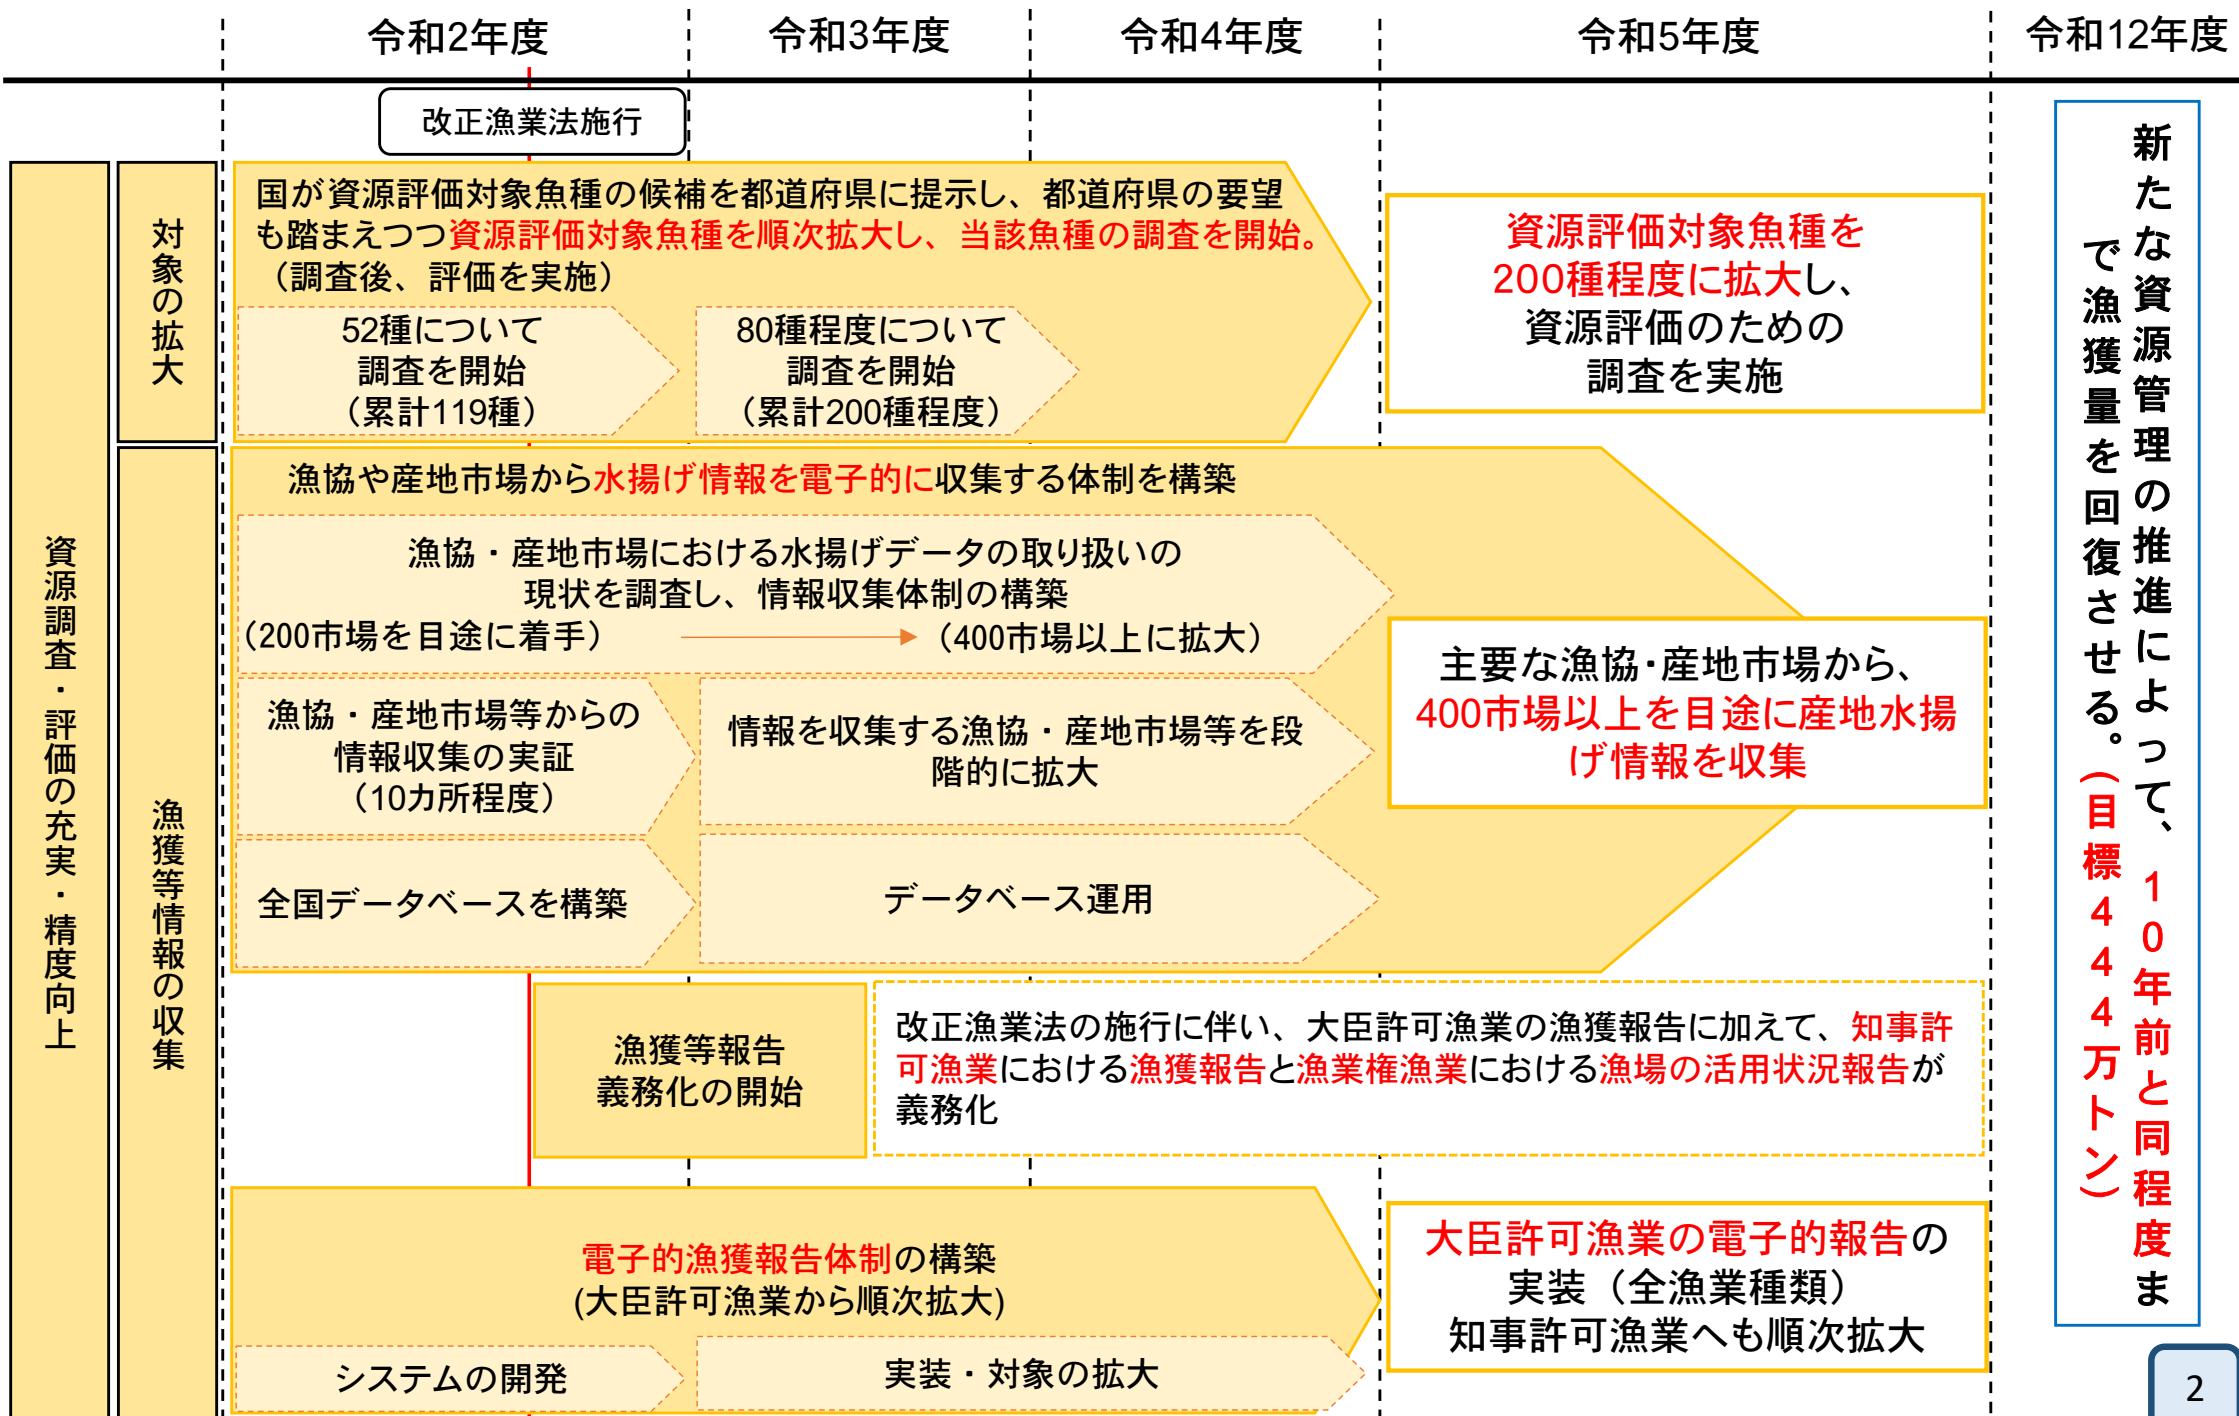 令和2年度
令和3年度
令和4年度
令和5年度
令和12年度
改正漁業法施行
資源調査・評価の充実・精度向上
対象の拡大
国が資源評価対象魚種の候補を都道府県に提示し、都道府県の要望
も踏まえつつ資源評価対象魚種を順次拡大し、当該魚種の調査を開始。
（調査後、評価を実施）
52種について
調査を開始
（累計119種）
80種程度について
調査を開始
（累計200種程度）
資源評価対象魚種を
200種程度に拡大し、
資源評価のための
調査を実施
漁獲等情報の収集
漁協や産地市場から水揚げ情報を電子的に収集する体制を構築
漁協・産地市場における水揚げデータの取り扱いの
現状を調査し、情報収集体制の構築
（200市場を目途に着手）
（400市場以上に拡大）
漁協・産地市場等からの
情報収集の実証
（10カ所程度）
情報を収集する漁協・産地市場等を段
階的に拡大
全国データベースを構築
データベース運用
主要な漁協・産地市場から、
400市場以上を目途に産地水揚
げ情報を収集
漁獲等報告
義務化の開始
改正漁業法の施行に伴い、大臣許可漁業の漁獲報告に加えて、知事許
可漁業における漁獲報告と漁業権漁業における漁場の活用状況報告が
義務化
電子的漁獲報告体制の構築
(大臣許可漁業から順次拡大)
システムの開発
実装・対象の拡大
大臣許可漁業の電子的報告の
実装（全漁業種類）
知事許可漁業へも順次拡大
新たな資源管理の推進によって、10年前と同程度ま
で漁獲量を回復させる。（目標444万トン）
2